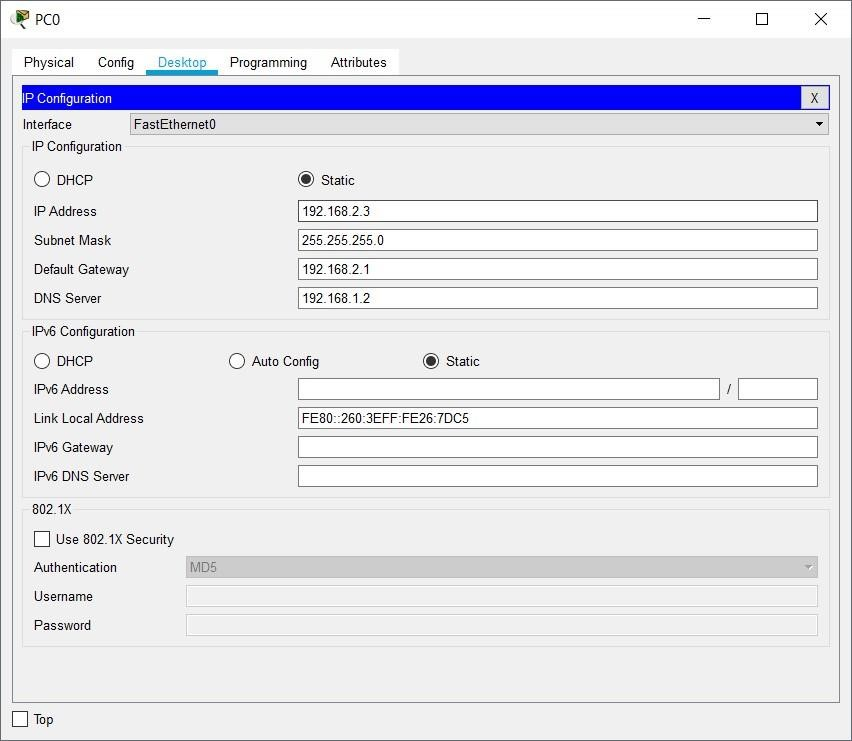 PC0
Physical Config Desktop Programming Attributes
IP Configuration X
Interface FastEthernet0
IP Configuration
DHCP Static
IP Address 192.168.2.3
Subnet Mask 255.255.255.0
Default Gateway 192.168.2.1
DNS Server 192.168.1.2
IPv6 Configuration
DHCP Auto Config Static
IPv6 Address /
Link Local Address FE80::260:3EFF:FE26:7DC5
IPv6 Gateway
IPv6 DNS Server
802.1X
Use 802.1X Security
Authentication MD5
Username
Password
Top